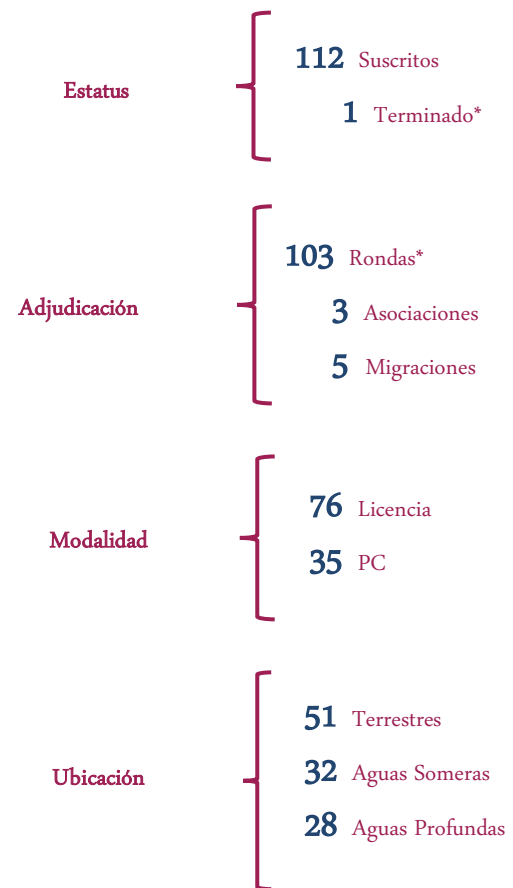 Estatus
112 Suscritos
1 Terminado*
Adjudicación
103 Rondas*
3 Asociaciones
5 Migraciones
Modalidad
76 Licencia
35 PC
Ubicación
51 Terrestres
32 Aguas Someras
28 Aguas Profundas